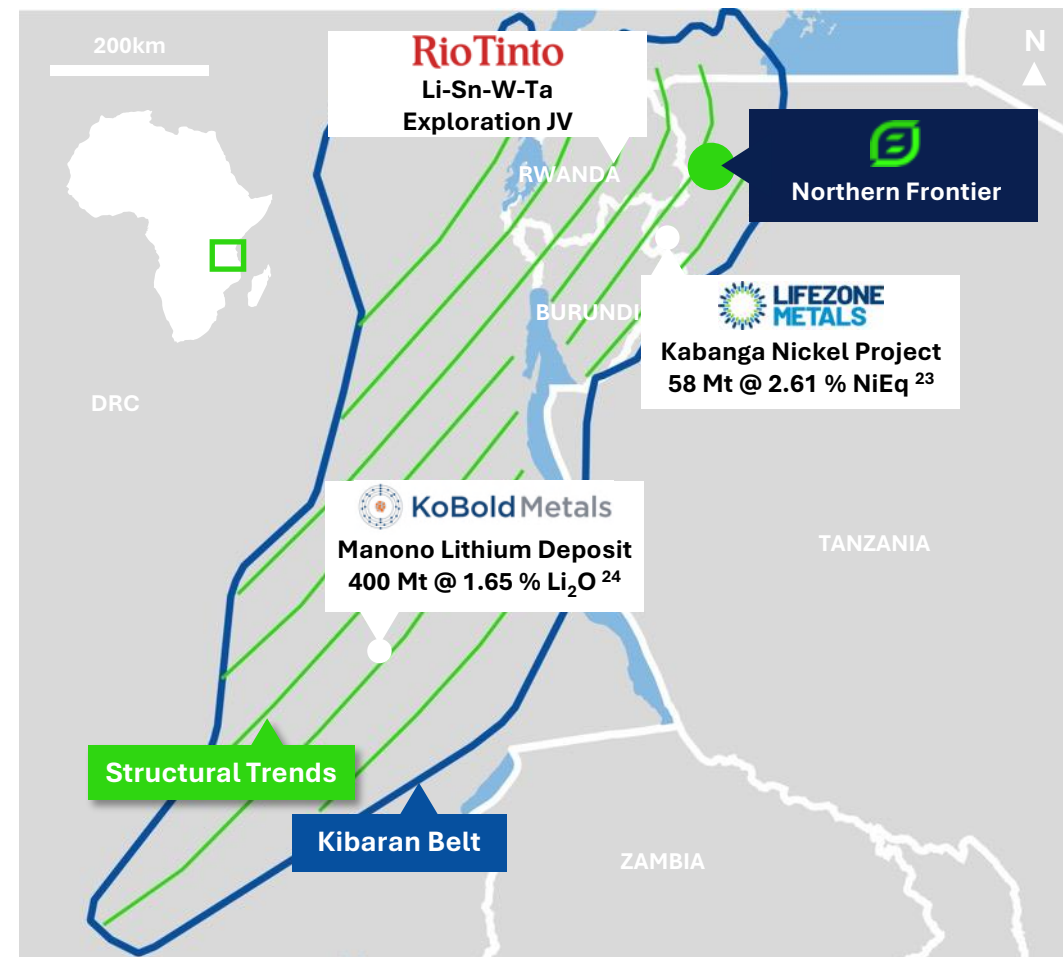 200km
N
RioTinto
Li-Sn-W-Ta
Exploration JV
RWANDA
Northern Frontier
BURUNDI
LIFEZONE
METALS
Kabanga Nickel Project
58 Mt @ 2.61 % NiEq ²³
DRC
KoBold Metals
Manono Lithium Deposit
400 Mt @ 1.65 % Li₂O ²⁴
TANZANIA
Structural Trends
Kibaran Belt
ZAMBIA